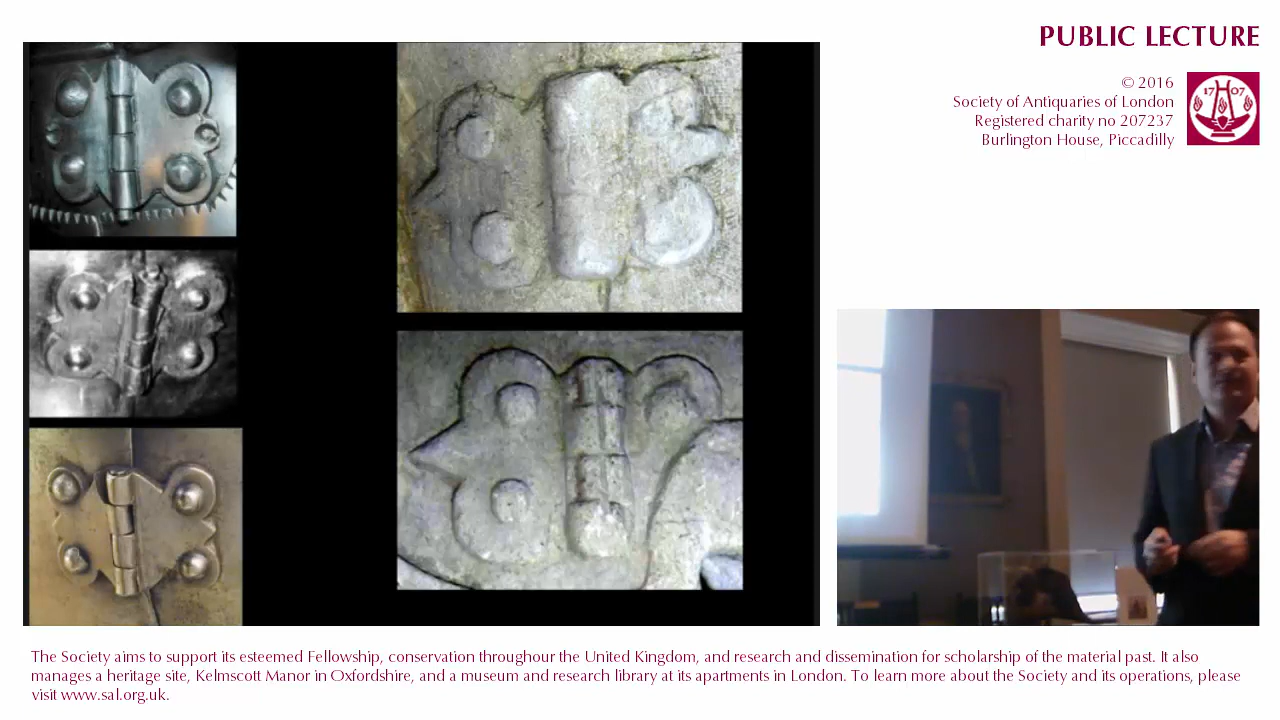 PUBLIC LECTURE
© 2016
Society of Antiquaries of London
Registered charity no 207237
Burlington House, Piccadilly
17 07
The Society aims to support its esteemed Fellowship, conservation throughour the United Kingdom, and research and dissemination for scholarship of the material past. It also
manages a heritage site, Kelmscott Manor in Oxfordshire, and a museum and research library at its apartments in London. To learn more about the Society and its operations, please
visit www.sal.org.uk.